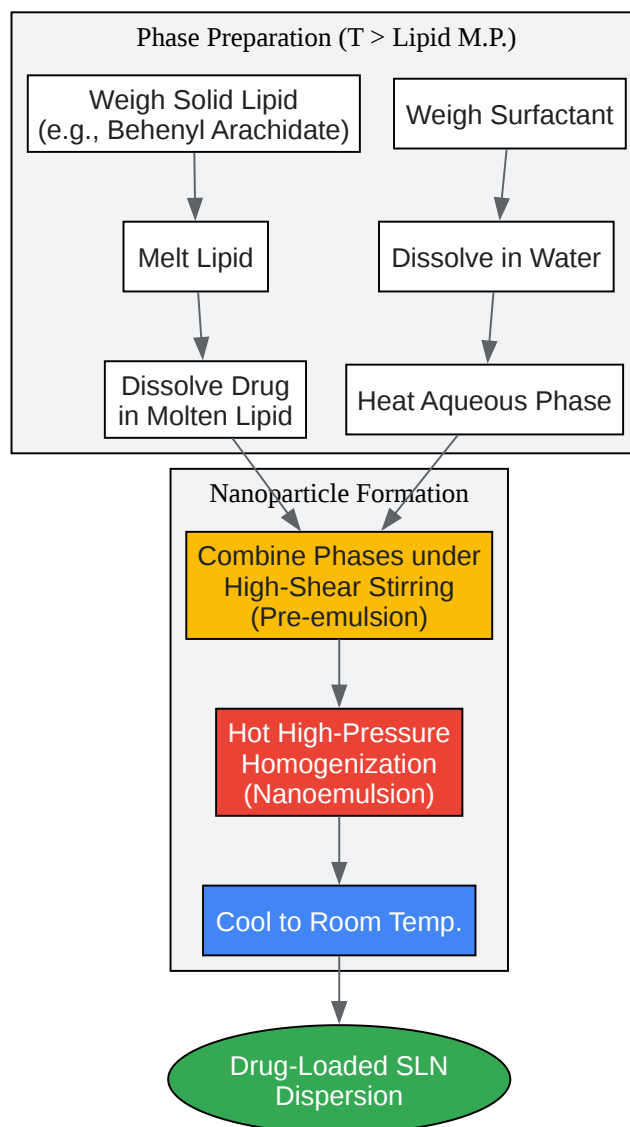 Phase Preparation (T > Lipid M.P.)
Weigh Solid Lipid
(e.g., Behenyl Arachidate)
Weigh Surfactant
Melt Lipid
Dissolve in Water
Dissolve Drug
in Molten Lipid
Heat Aqueous Phase
Nanoparticle Formation
Combine Phases under
High-Shear Stirring
(Pre-emulsion)
Hot High-Pressure
Homogenization
(Nanoemulsion)
Cool to Room Temp.
Drug-Loaded SLN
Dispersion